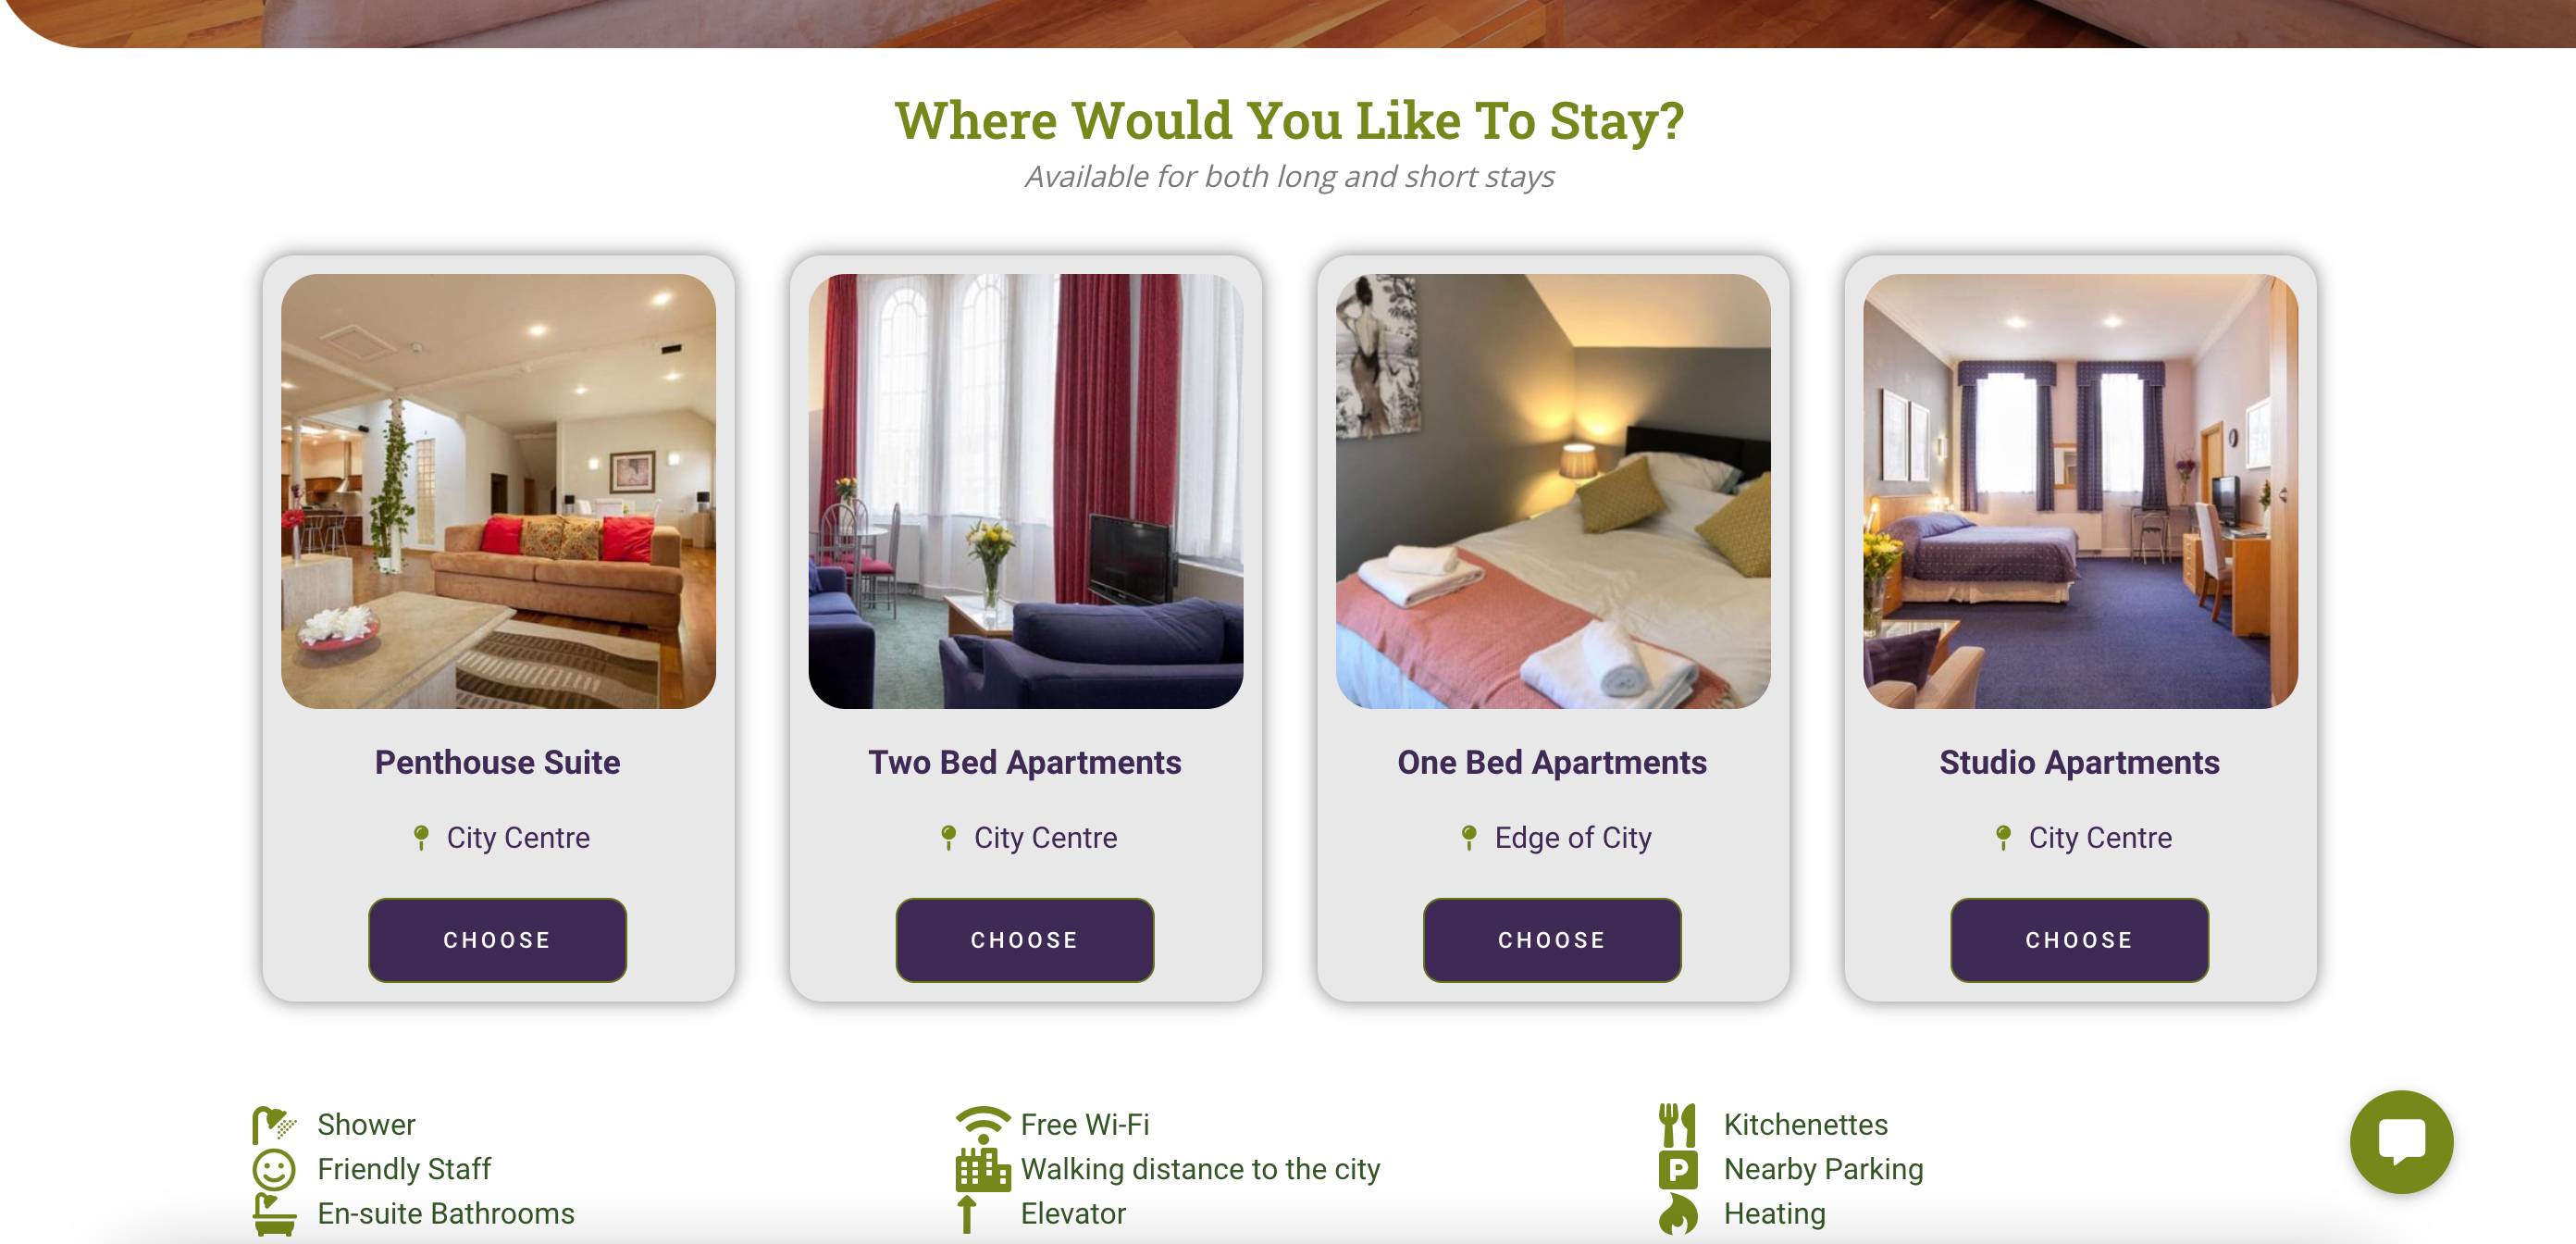 Where Would You Like To Stay?
Available for both long and short stays
Penthouse Suite
City Centre
CHOOSE
Two Bed Apartments
City Centre
CHOOSE
One Bed Apartments
Edge of City
CHOOSE
Studio Apartments
City Centre
CHOOSE
Shower
Friendly Staff
En-suite Bathrooms
Free Wi-Fi
Walking distance to the city
Elevator
Kitchenettes
P
Nearby Parking
Heating